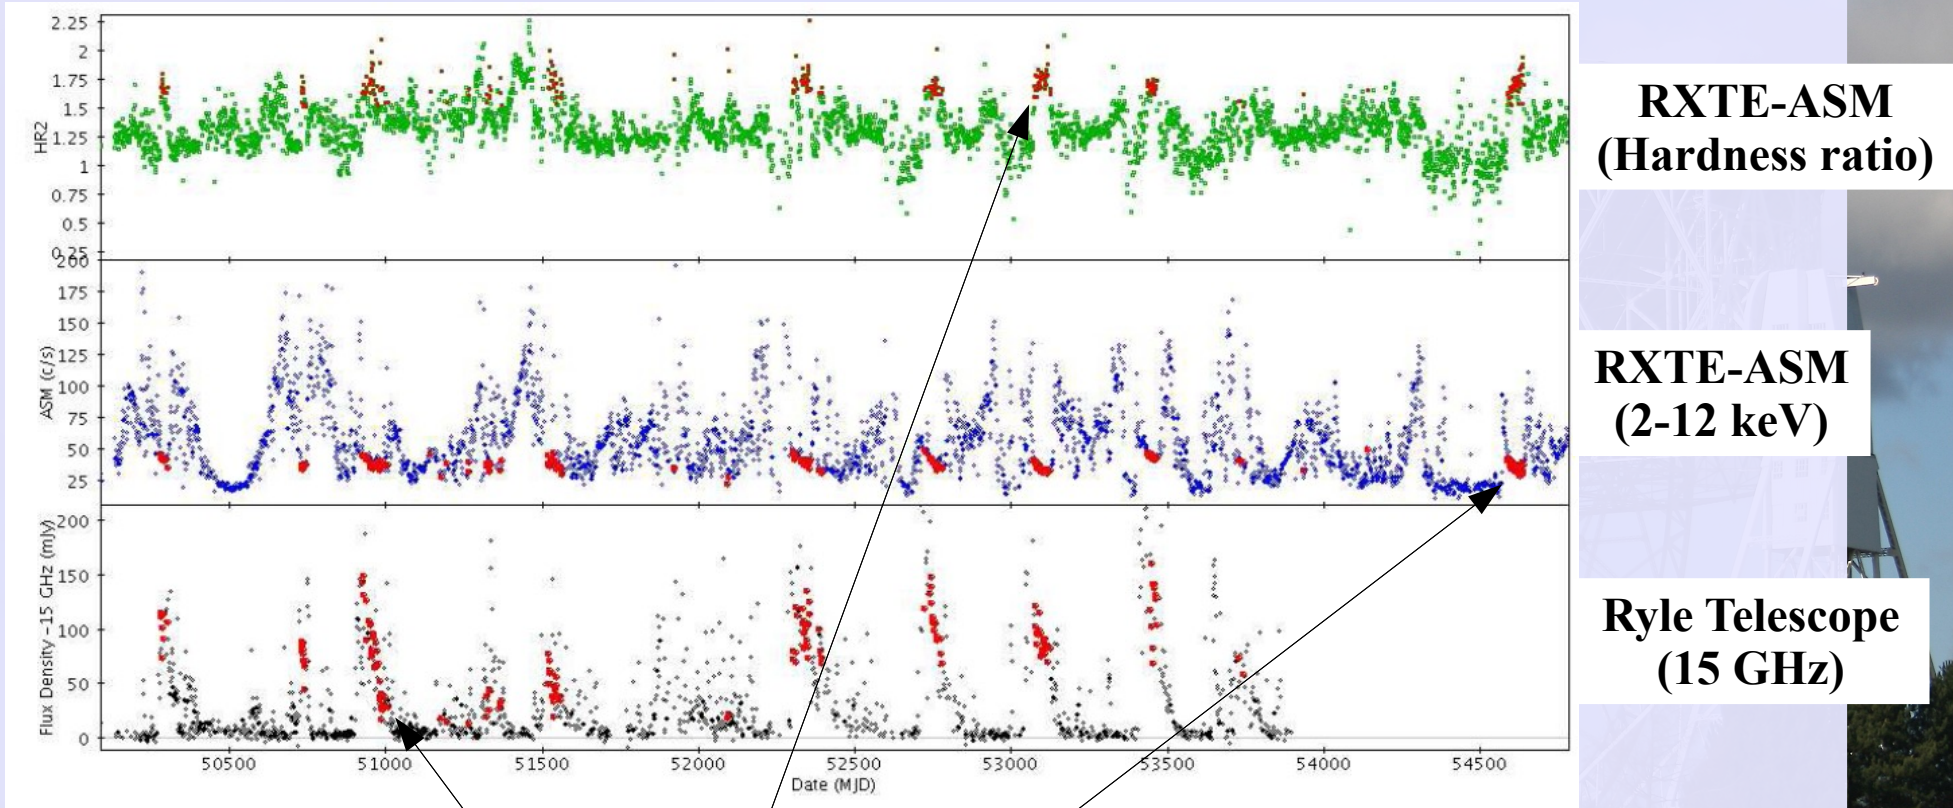 2.25
2
1.75
1.5
1.25
1
0.75
0.5
0.25
HR2
RXTE-ASM
(Hardness ratio)
200
175
150
125
100
75
50
25
ASM (c/s)
RXTE-ASM
(2-12 keV)
200
150
100
50
0
Flux Density -15 GHz (mJy)
Ryle Telescope
(15 GHz)
50500 51000 51500 52000 52500 53000 53500 54000 54500
Date (MJD)